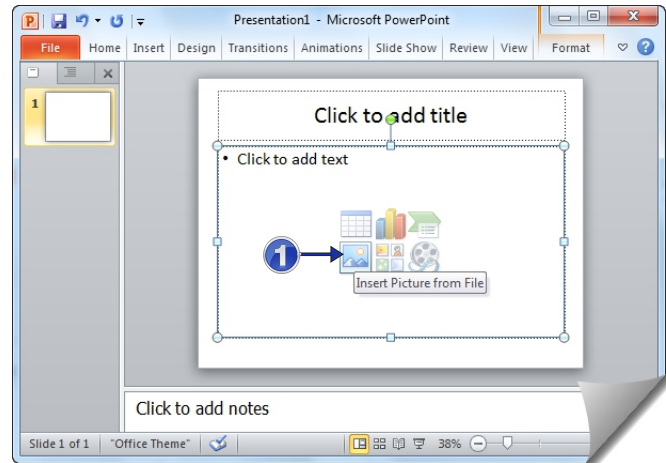 Presentation1 - Microsoft PowerPoint
File Home Insert Design Transitions Animations Slide Show Review View Format
1
Click to add title
• Click to add text
1
Insert Picture from File
Click to add notes
Slide 1 of 1 "Office Theme" 38%